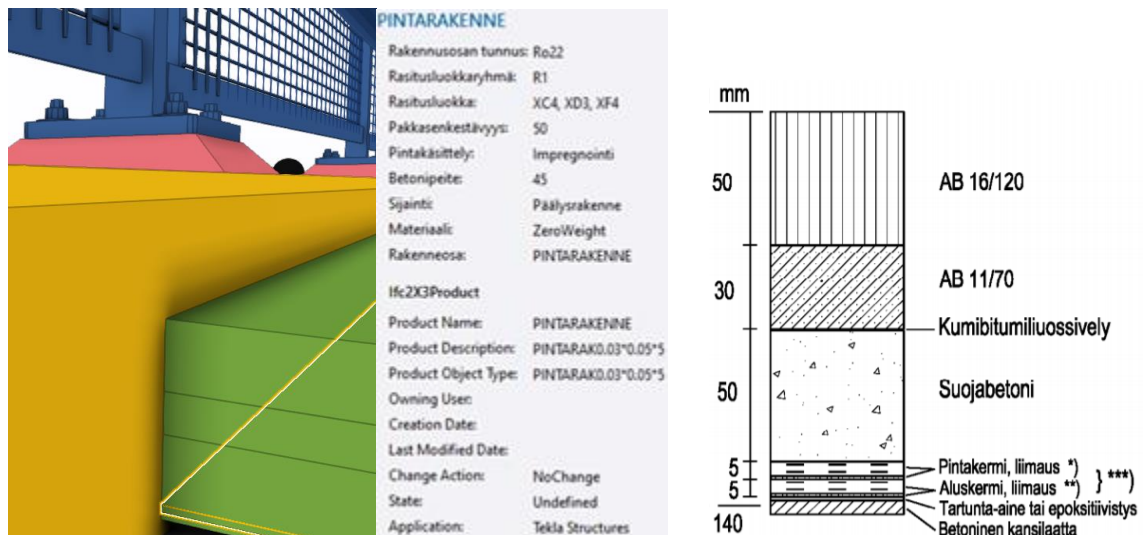 PINTARAKENNE
Rakennusosan tunnus: Ro22
Rasitusluokkaryhmä: R1
Rasitusluokka: XC4, XD3, XF4
Pakkasenkestävyys: 50
Pintakäsittely: Impregnointi
Betonipeite: 45
Sijainti: Päälysrakenne
Materiaali: ZeroWeight
Rakenneosa: PINTARAKENNE
Ifc2X3Product
Product Name: PINTARAKENNE
Product Description: PINTARAK0.03*0.05*5
Product Object Type: PINTARAK0.03*0.05*5
Owning User:
Creation Date:
Last Modified Date:
Change Action: NoChange
State: Undefined
Application: Tekla Structures
mm
50 AB 16/120
30 AB 11/70
Kumibitumiliuossively
50 Suojabetoni
5 Pintakermi, liimaus *)
5 Aluskermi, liimaus **) } ***)
Tartunta-aine tai epoksitiivistys
140 Betoninen kansilaatta